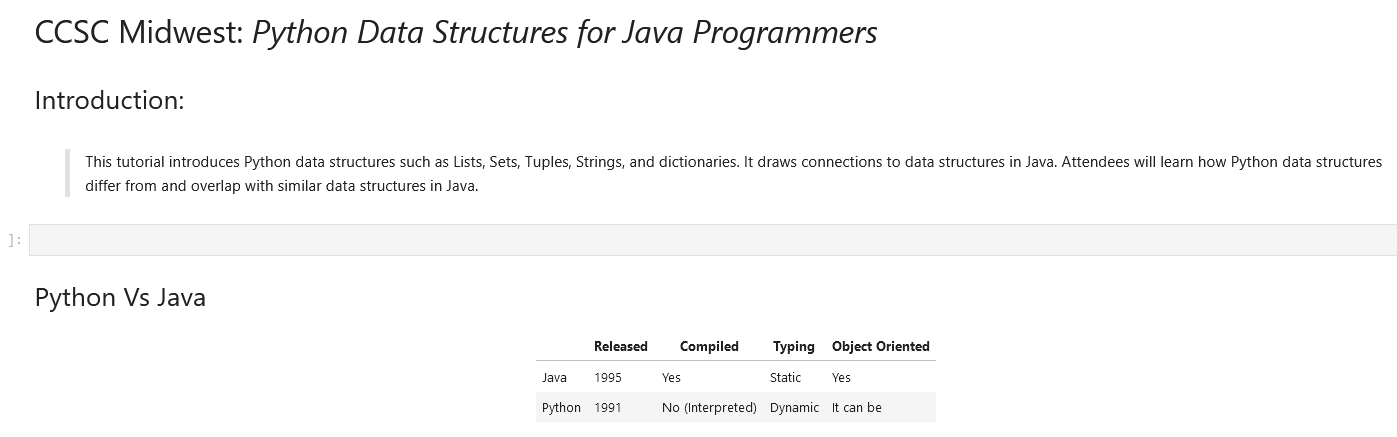 CCSC Midwest: Python Data Structures for Java Programmers
Introduction:
This tutorial introduces Python data structures such as Lists, Sets, Tuples, Strings, and dictionaries. It draws connections to data structures in Java. Attendees will learn how Python data structures
differ from and overlap with similar data structures in Java.
]:
Python Vs Java
Released Compiled Typing Object Oriented
Java 1995 Yes Static Yes
Python 1991 No (Interpreted) Dynamic It can be